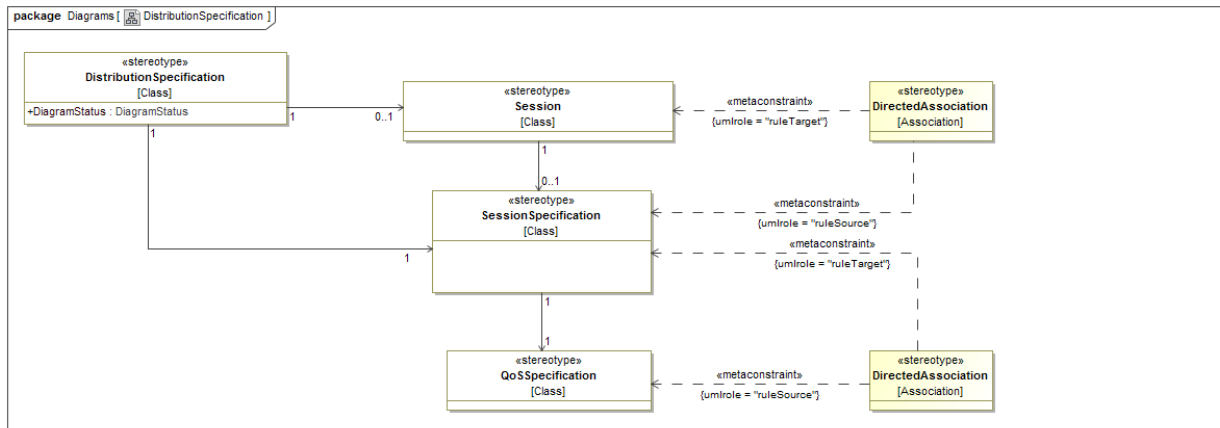 package Diagrams [ DistributionSpecification ]
«stereotype»
DistributionSpecification
[Class]
+DiagramStatus : DiagramStatus
1
0..1
1
«stereotype»
Session
[Class]
«metaconstraint»
{umlrole = "ruleTarget"}
«stereotype»
DirectedAssociation
[Association]
1
0..1
«stereotype»
SessionSpecification
[Class]
1
«metaconstraint»
{umlrole = "ruleSource"}
«metaconstraint»
{umlrole = "ruleTarget"}
1
1
«stereotype»
QoSSpecification
[Class]
«metaconstraint»
{umlrole = "ruleSource"}
«stereotype»
DirectedAssociation
[Association]